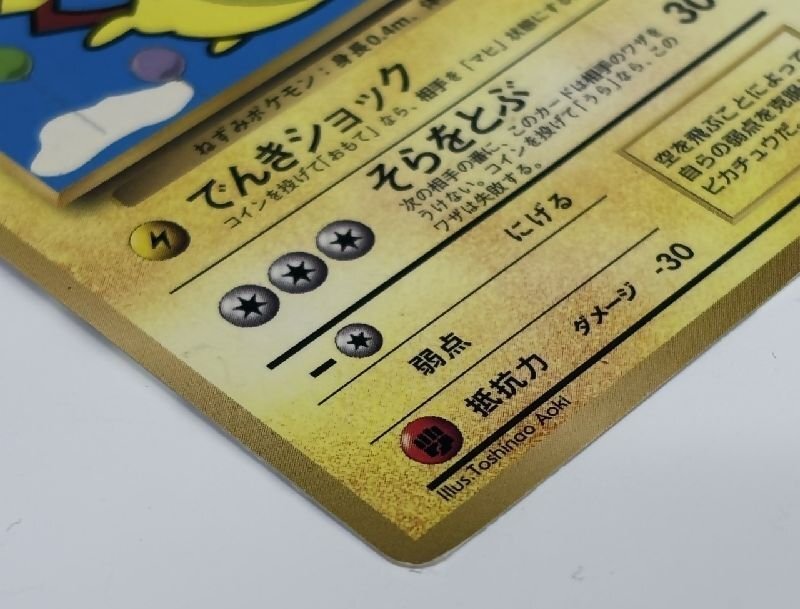 ねずみポケモン：身長0.4m、
でんきショック
コインを投げて「おもて」なら、相手を「マヒ」状態にする
そらをとぶ
30
次の相手の番に、このカードは相手のワザを
うけない。コインを投げて「うら」なら、この
ワザは失敗する。
にげる
弱点
抵抗力
ダメージ
-30
空を飛ぶことによって
自らの弱点を克服
ピカチュウだ。
Illus.Toshinao Aoki